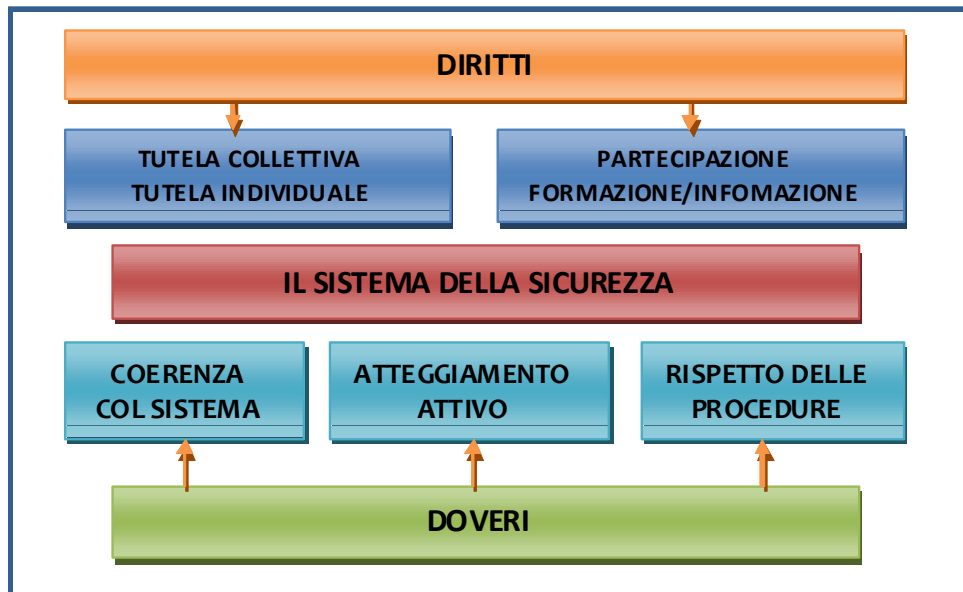 DIRITTI
TUTELA COLLETTIVA
TUTELA INDIVIDUALE
PARTECIPAZIONE
FORMAZIONE/INFOMAZIONE
IL SISTEMA DELLA SICUREZZA
COERENZA
COL SISTEMA
ATTEGGIAMENTO
ATTIVO
RISPETTO DELLE
PROCEDURE
DOVERI